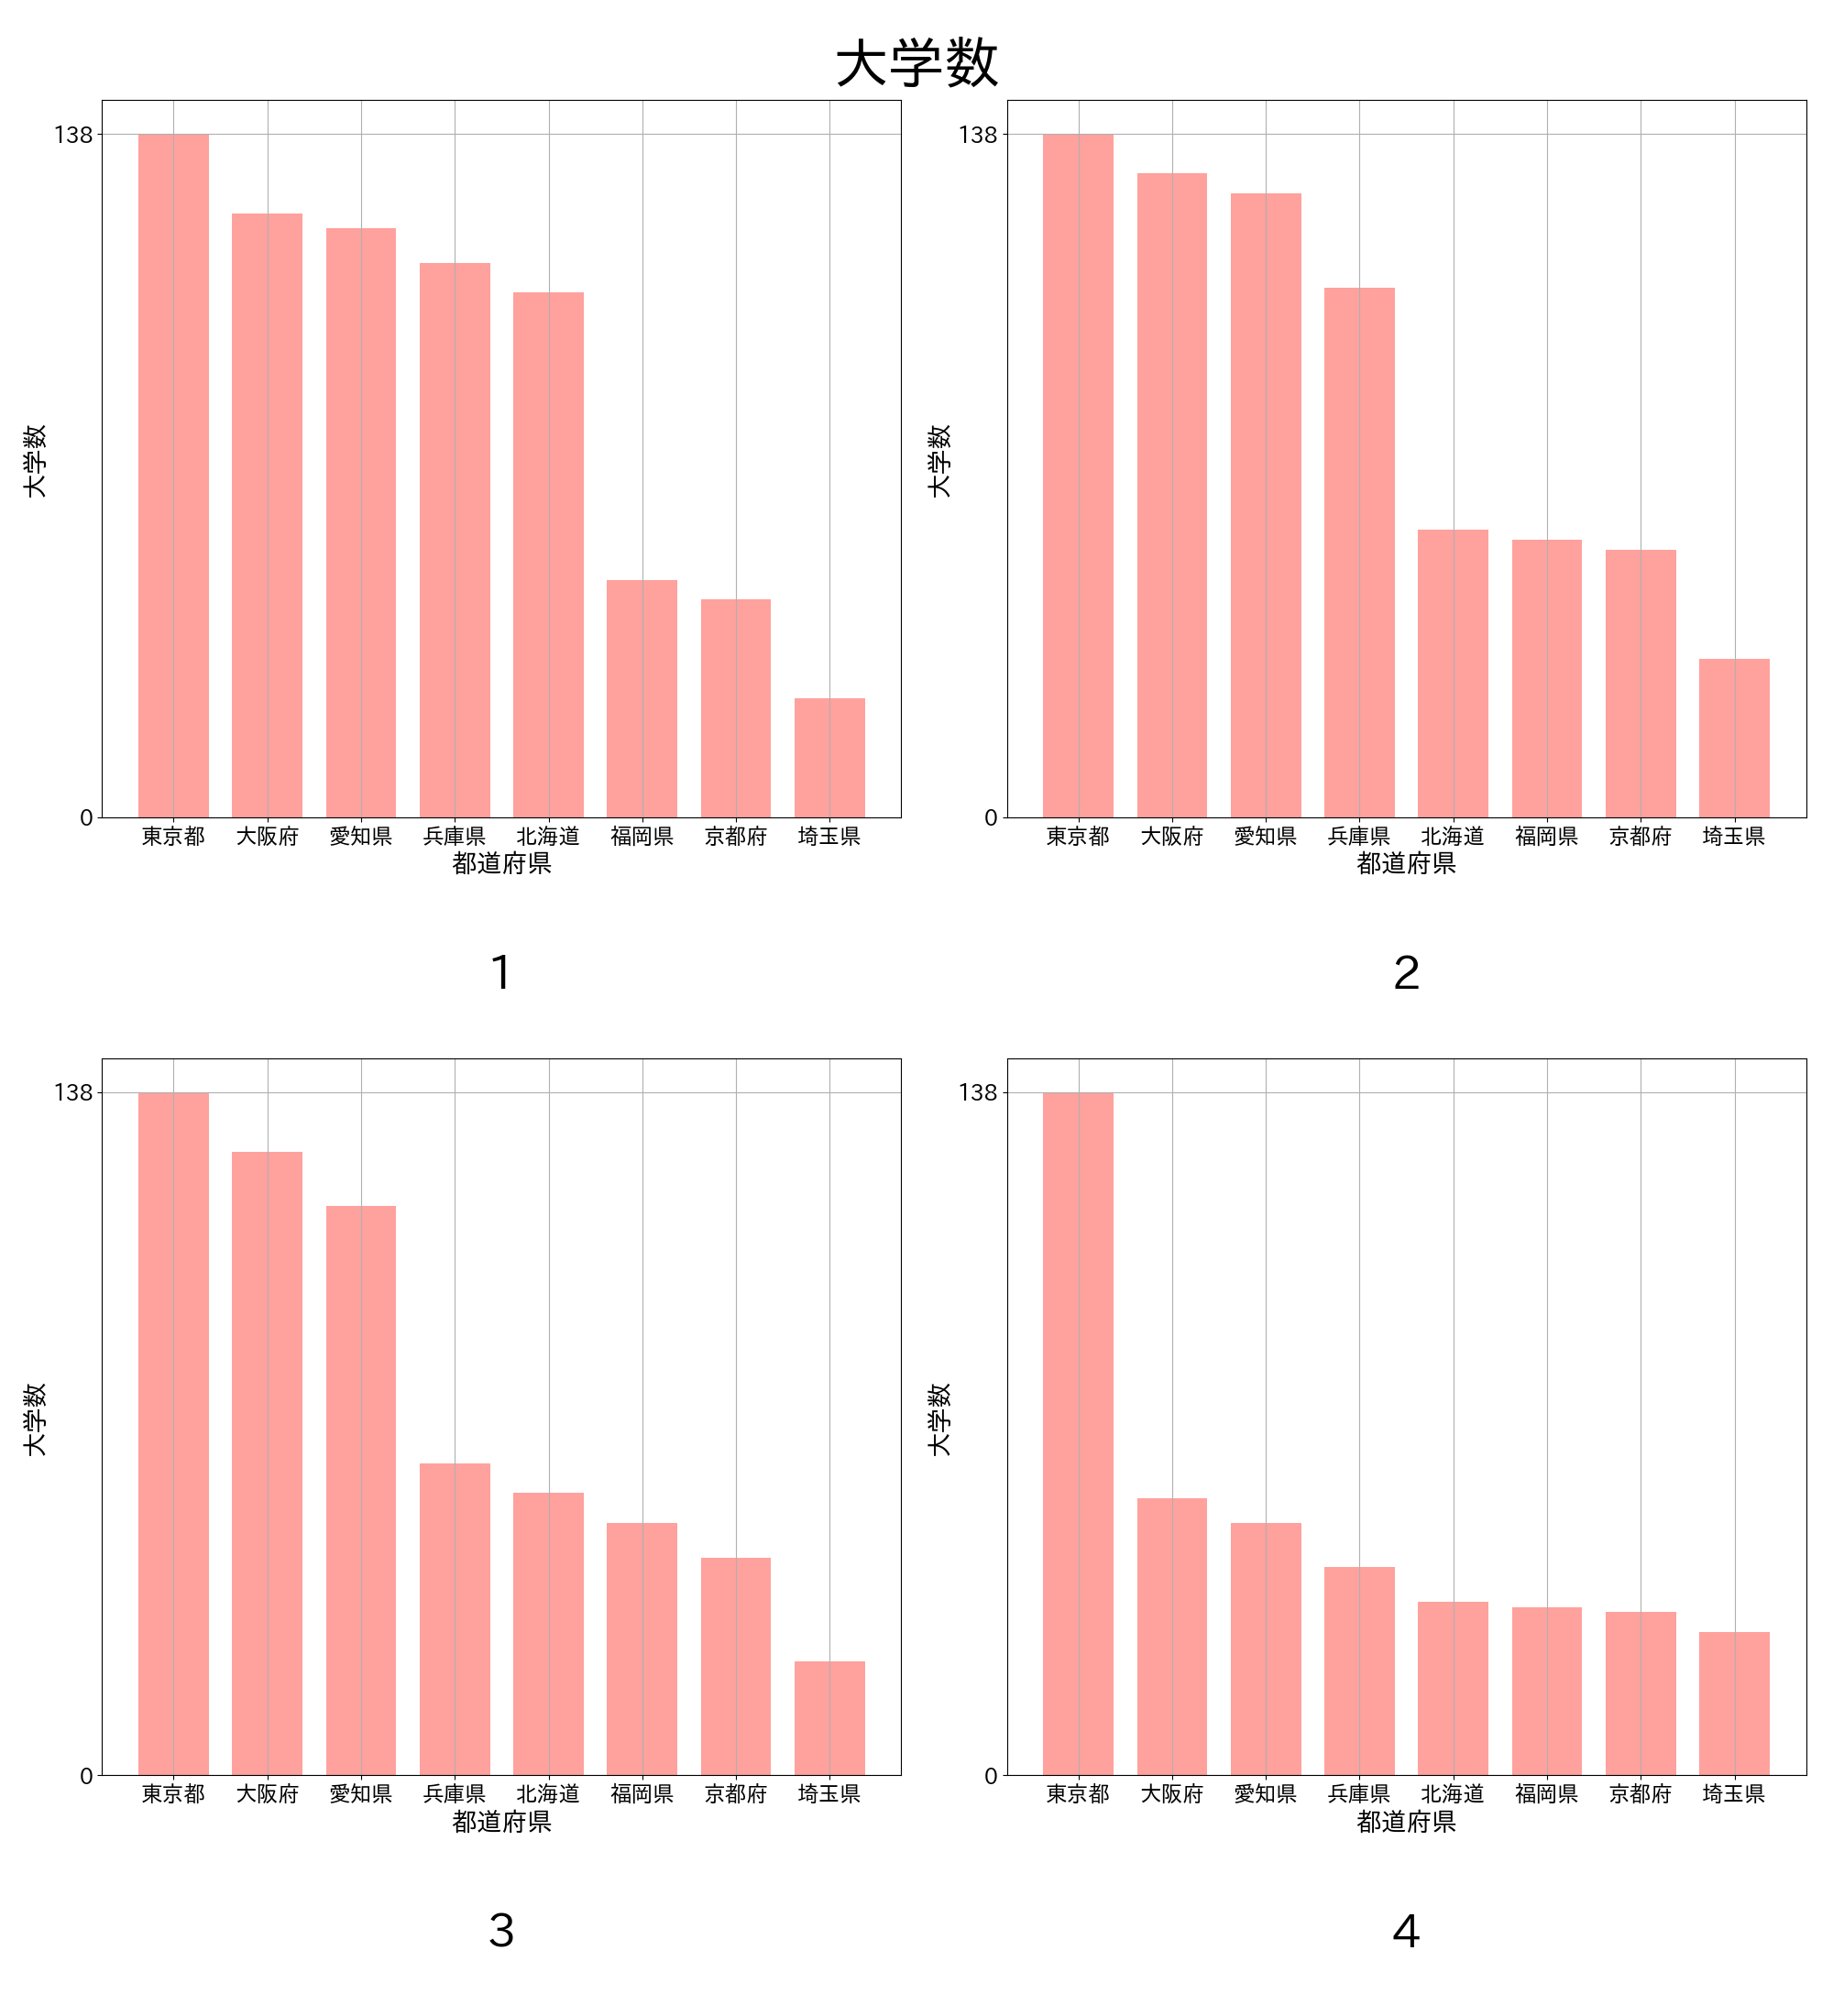 大学数
138
0
大学数
東京都 大阪府 愛知県 兵庫県 北海道 福岡県 京都府 埼玉県
都道府県
1
138
0
大学数
東京都 大阪府 愛知県 兵庫県 北海道 福岡県 京都府 埼玉県
都道府県
2
138
0
大学数
東京都 大阪府 愛知県 兵庫県 北海道 福岡県 京都府 埼玉県
都道府県
3
138
0
大学数
東京都 大阪府 愛知県 兵庫県 北海道 福岡県 京都府 埼玉県
都道府県
4